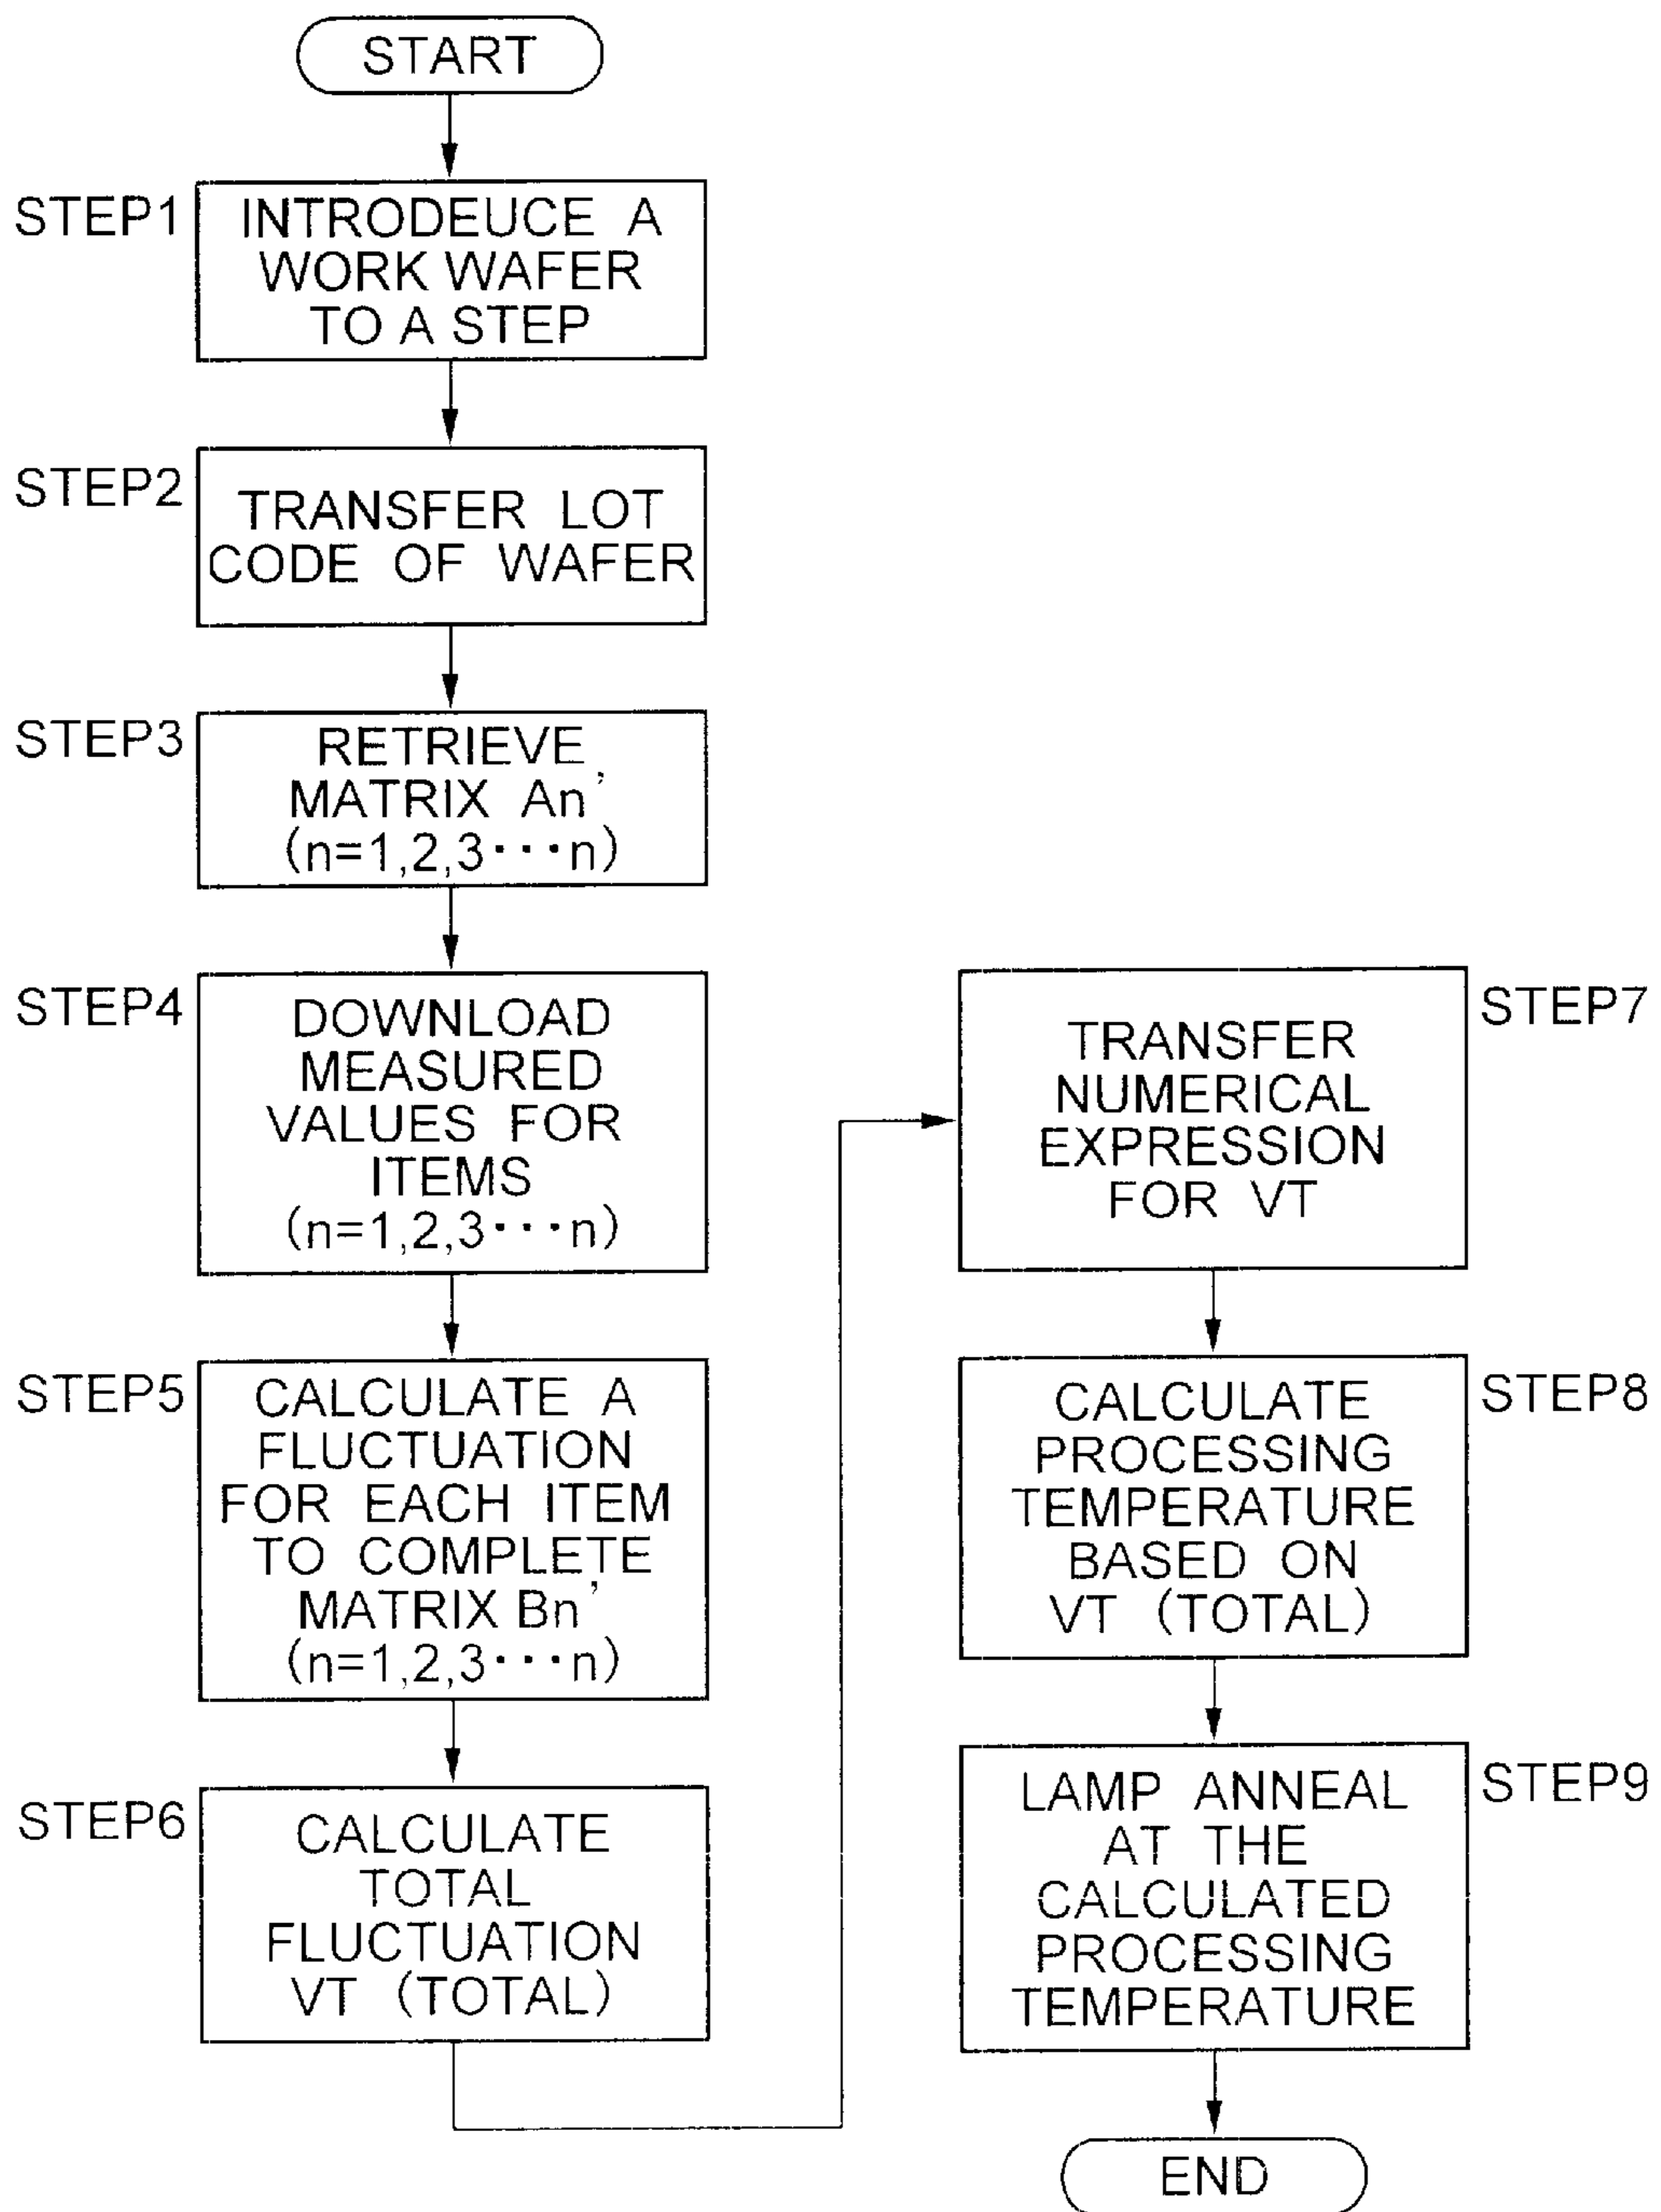 START
STEP1
INTRODEUCE A
WORK WAFER
TO A STEP
STEP2
TRANSFER LOT
CODE OF WAFER
STEP3
RETRIEVE
MATRIX An'
(n=1,2,3···n)
STEP4
DOWNLOAD
MEASURED
VALUES FOR
ITEMS
(n=1,2,3···n)
STEP5
CALCULATE A
FLUCTUATION
FOR EACH ITEM
TO COMPLETE
MATRIX Bn'
(n=1,2,3···n)
STEP6
CALCULATE
TOTAL
FLUCTUATION
VT (TOTAL)
STEP7
TRANSFER
NUMERICAL
EXPRESSION
FOR VT
STEP8
CALCULATE
PROCESSING
TEMPERATURE
BASED ON
VT (TOTAL)
STEP9
LAMP ANNEAL
AT THE
CALCULATED
PROCESSING
TEMPERATURE
END